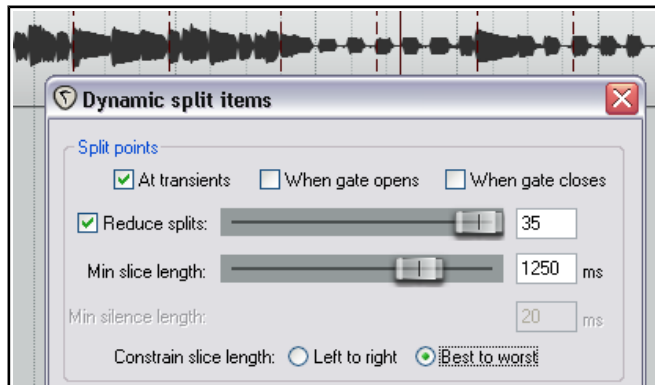 Dynamic split items
Split points
At transients When gate opens When gate closes
Reduce splits: 35
Min slice length: 1250 ms
Min silence length: 20 ms
Constrain slice length: Left to right Best to worst